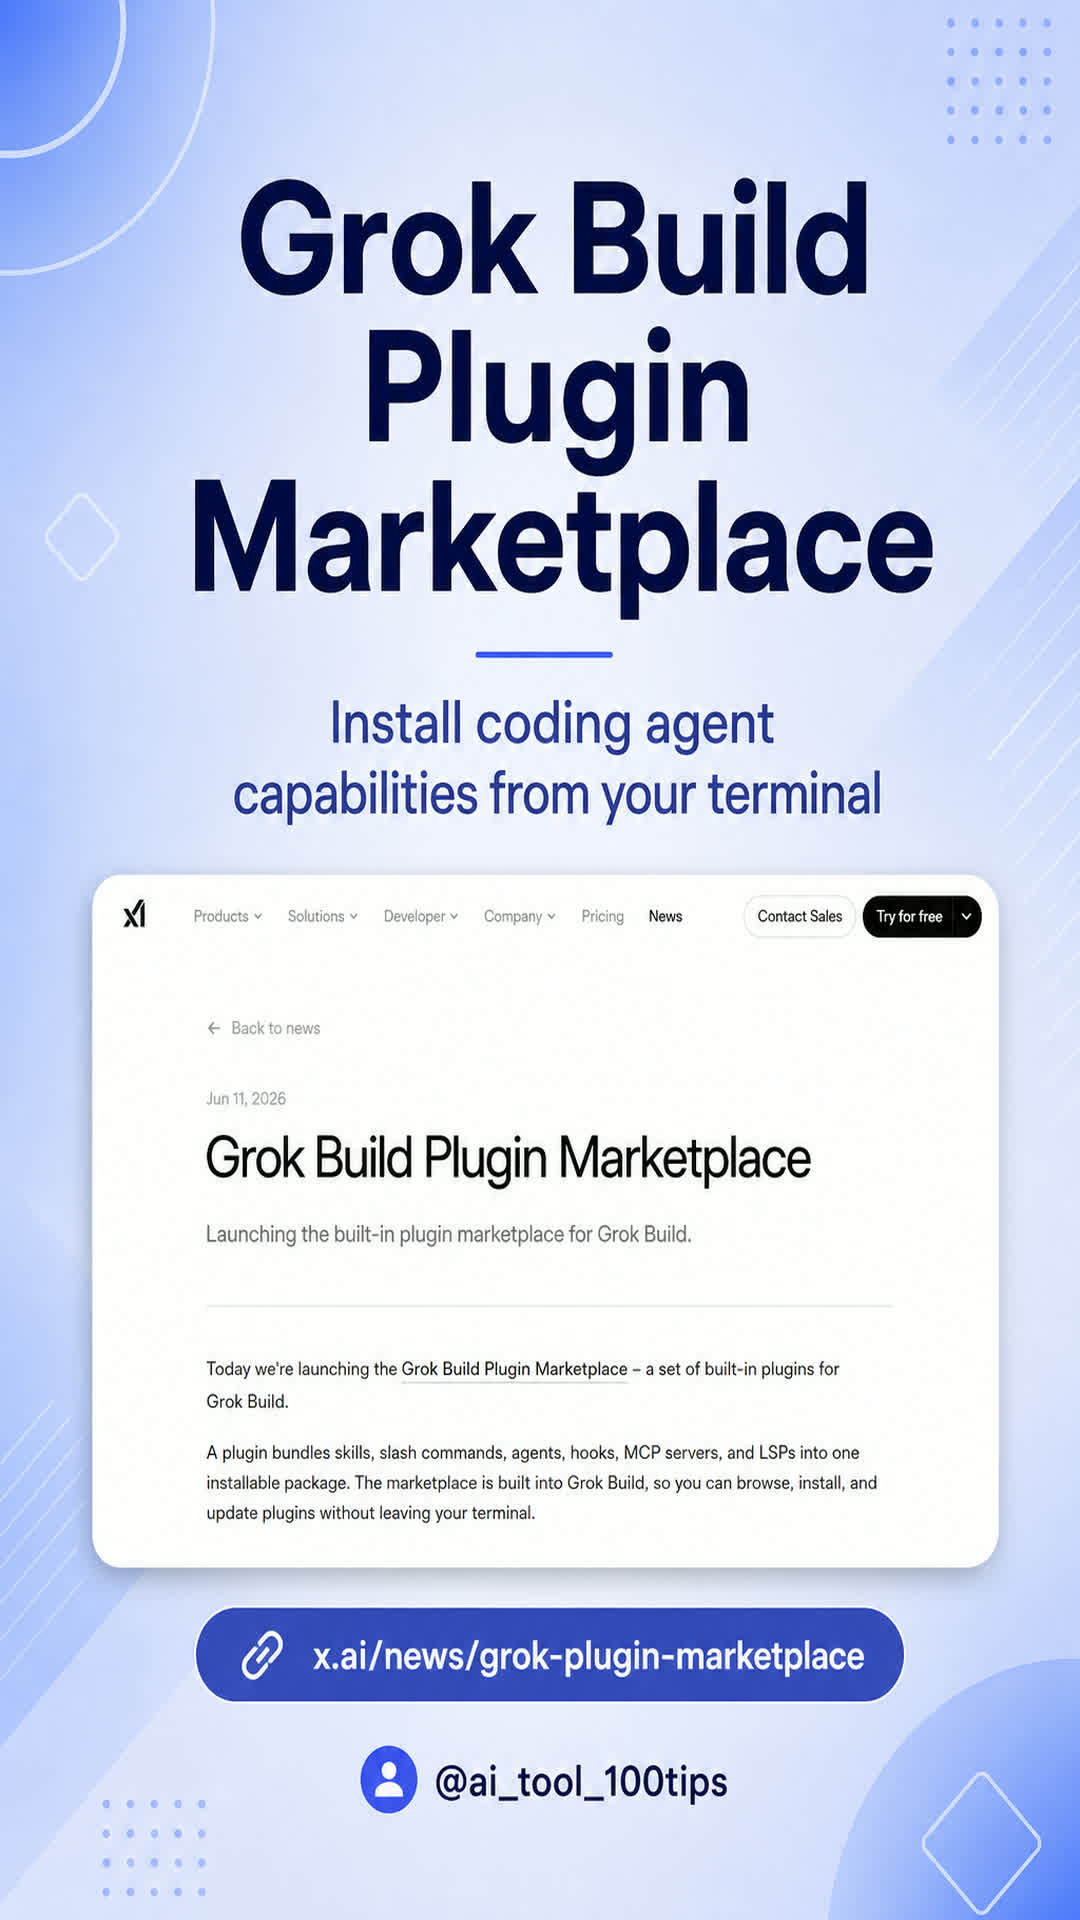 Grok Build
Plugin
Marketplace
Install coding agent
capabilities from your terminal
xI Products Solutions Developer Company Pricing News Contact Sales Try for free
← Back to news
Jun 11, 2026
Grok Build Plugin Marketplace
Launching the built-in plugin marketplace for Grok Build.
Today we're launching the Grok Build Plugin Marketplace – a set of built-in plugins for
Grok Build.
A plugin bundles skills, slash commands, agents, hooks, MCP servers, and LSPs into one
installable package. The marketplace is built into Grok Build, so you can browse, install, and
update plugins without leaving your terminal.
x.ai/news/grok-plugin-marketplace
@ai_tool_100tips